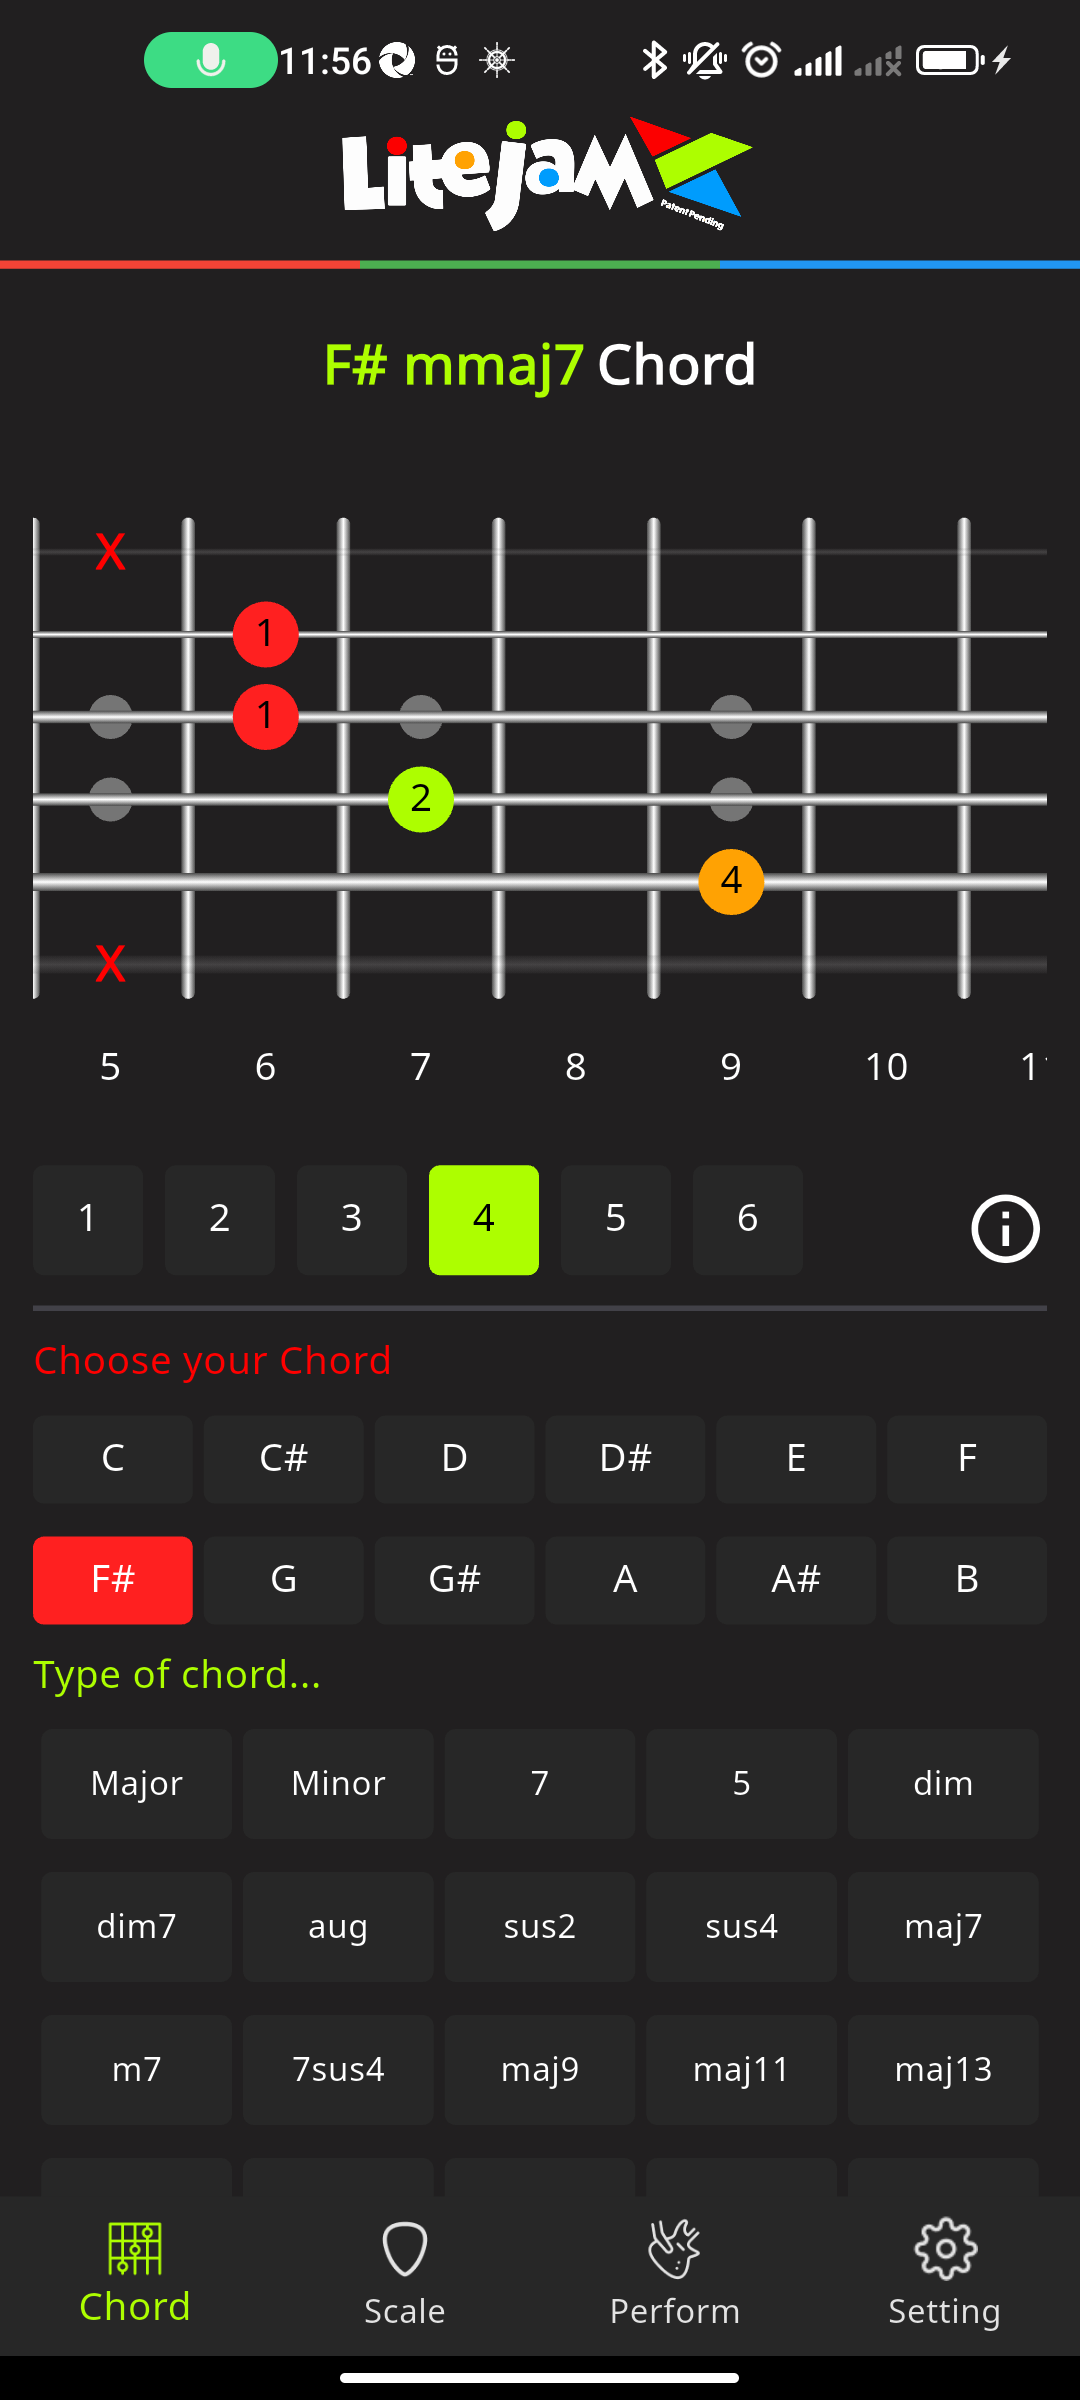 11:56
Litejam
Patent Pending
F# mmaj7 Chord
X
1
1
2
4
X
5 6 7 8 9 10
1 2 3 4 5 6
Choose your Chord
C C# D D# E F
F# G G# A A# B
Type of chord...
Major Minor 7 5 dim
dim7 aug sus2 sus4 maj7
m7 7sus4 maj9 maj11 maj13
Chord Scale Perform Setting